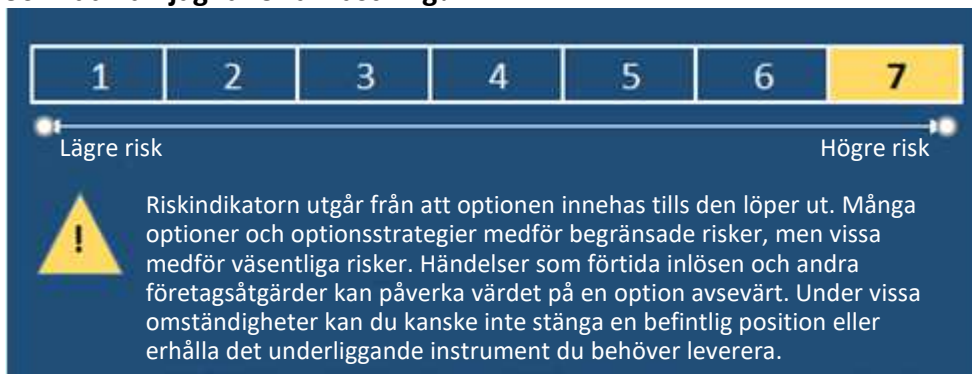 1 2 3 4 5 6 7
Lägre risk Högre risk
!
Riskindikatorn utgår från att optionen innehas tills den löper ut. Många
optioner och optionsstrategier medför begränsade risker, men vissa
medför väsentliga risker. Händelser som förtida inlösen och andra
företagsåtgärder kan påverka värdet på en option avsevärt. Under vissa
omständigheter kan du kanske inte stänga en befintlig position eller
erhålla det underliggande instrument du behöver leverera.